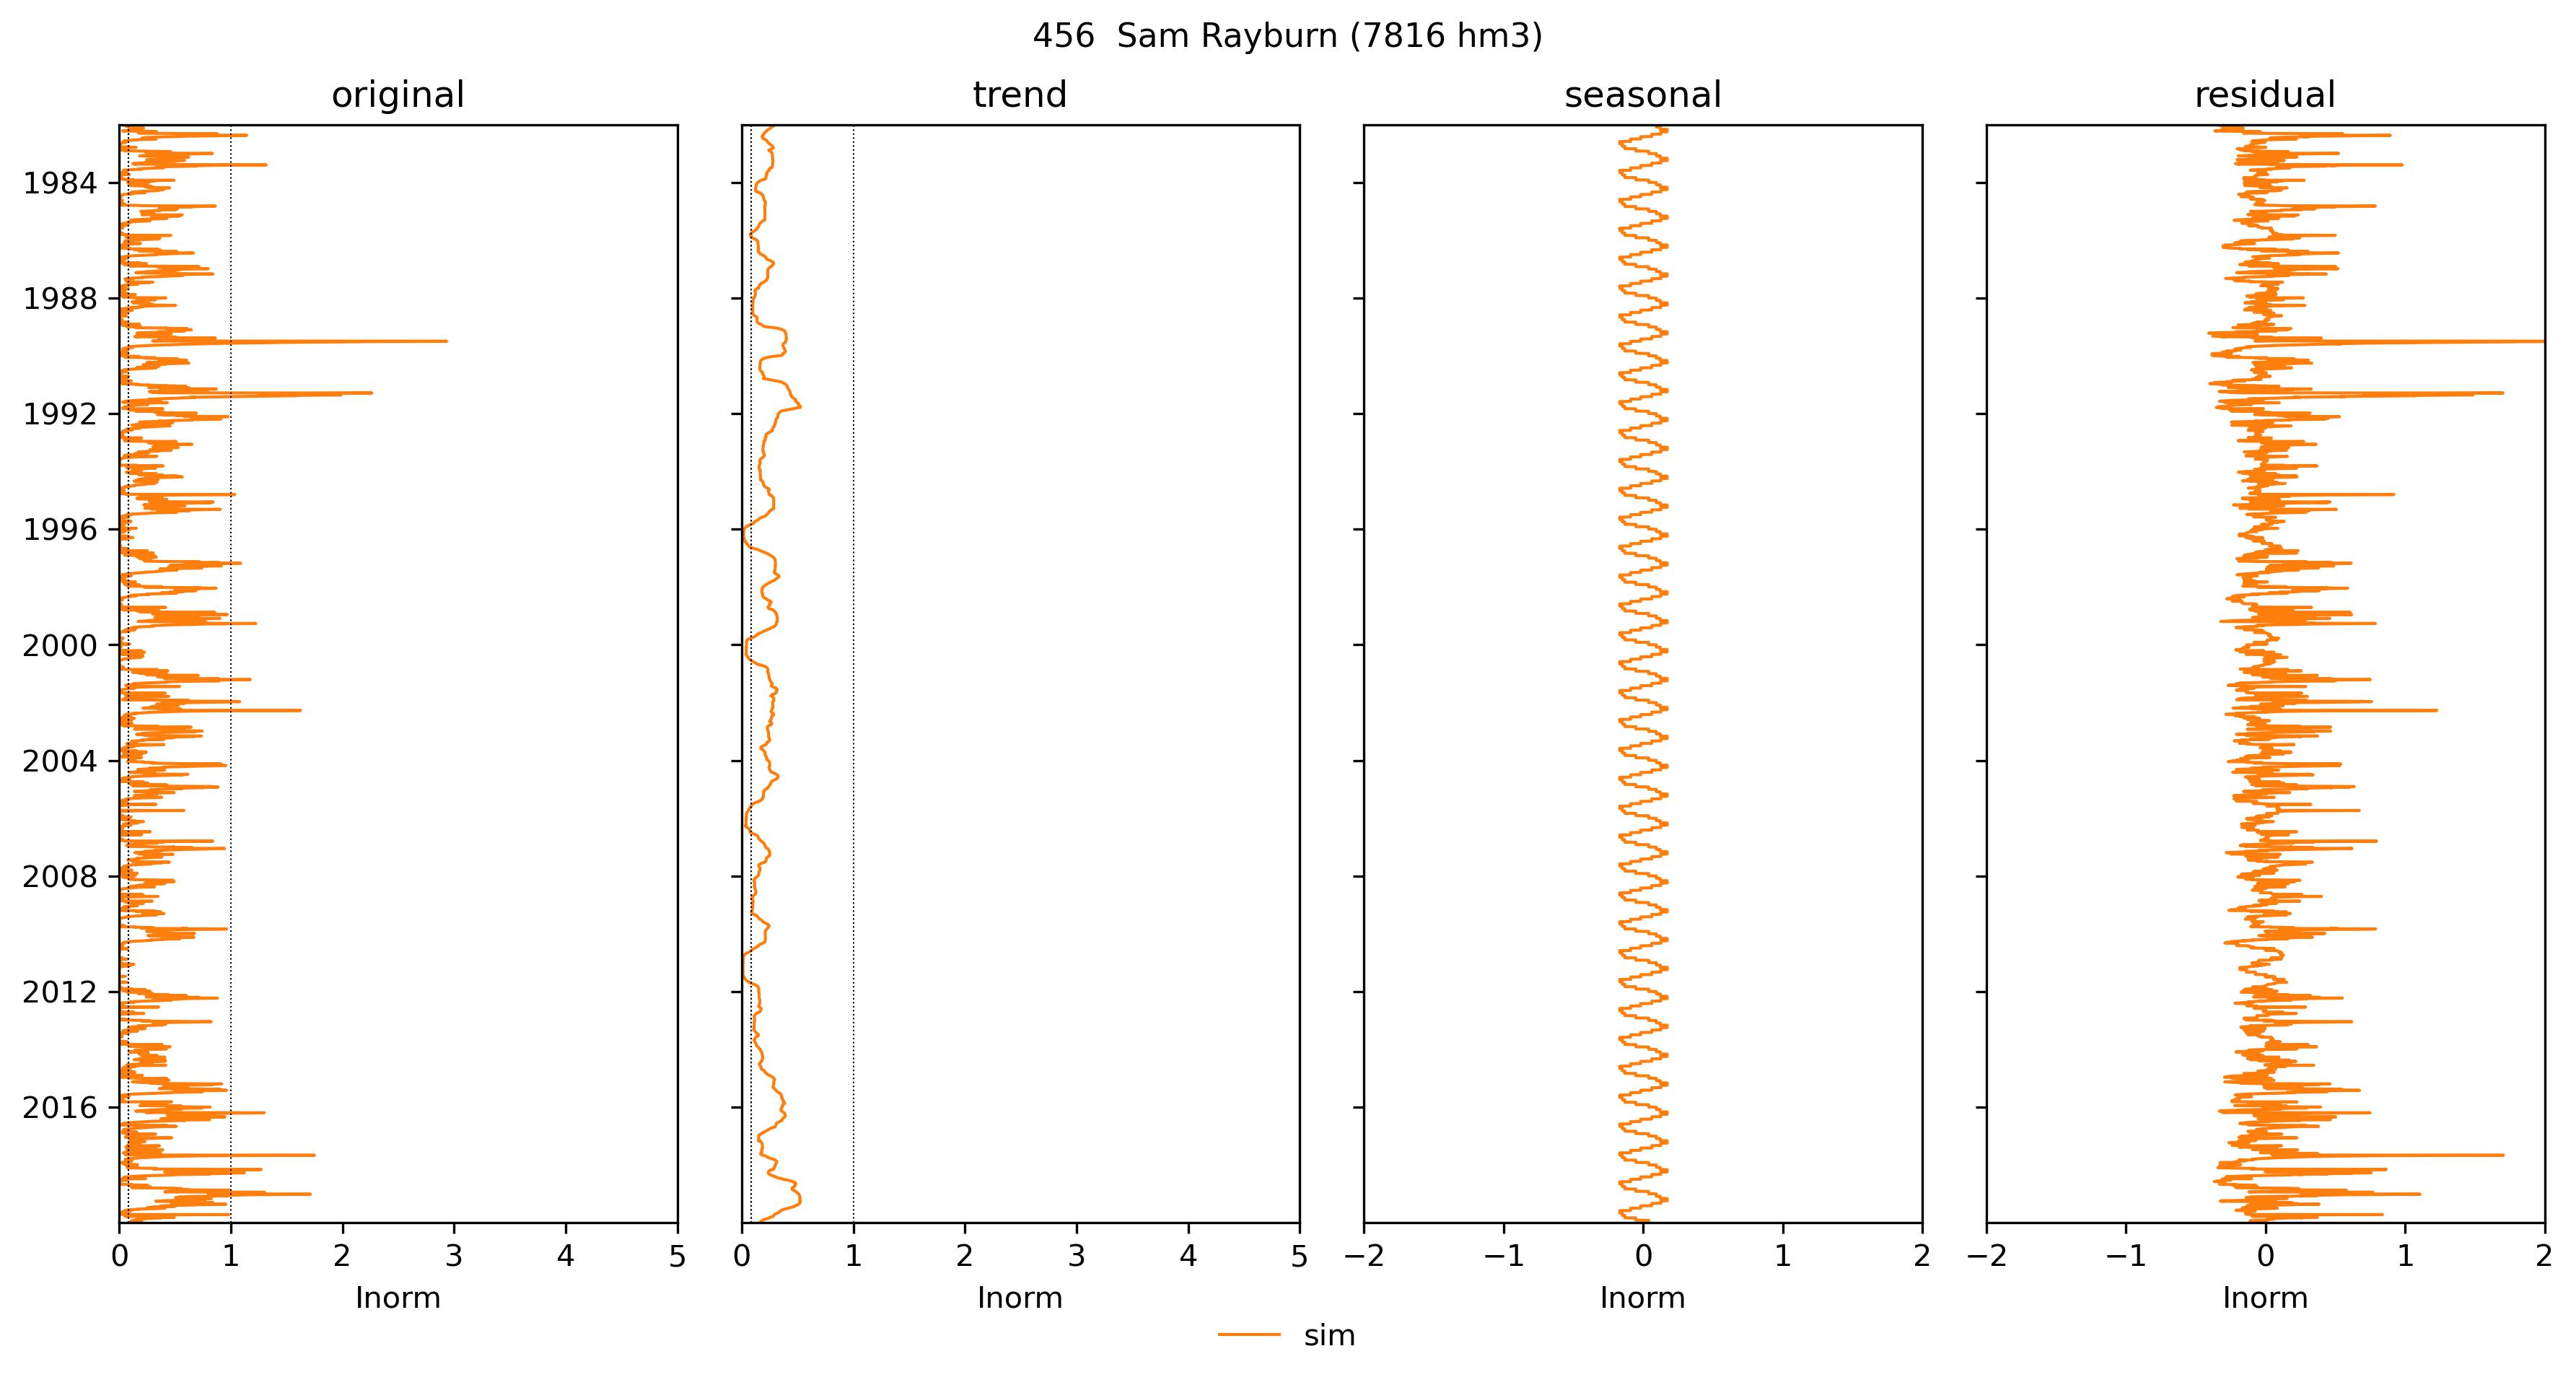 456  Sam Rayburn (7816 hm3)
original
trend
seasonal
residual
1984
1988
1992
1996
2000
2004
2008
2012
2016
0 1 2 3 4 5
0 1 2 3 4 5
−2 −1 0 1 2
−2 −1 0 1 2
Inorm
Inorm
Inorm
Inorm
sim